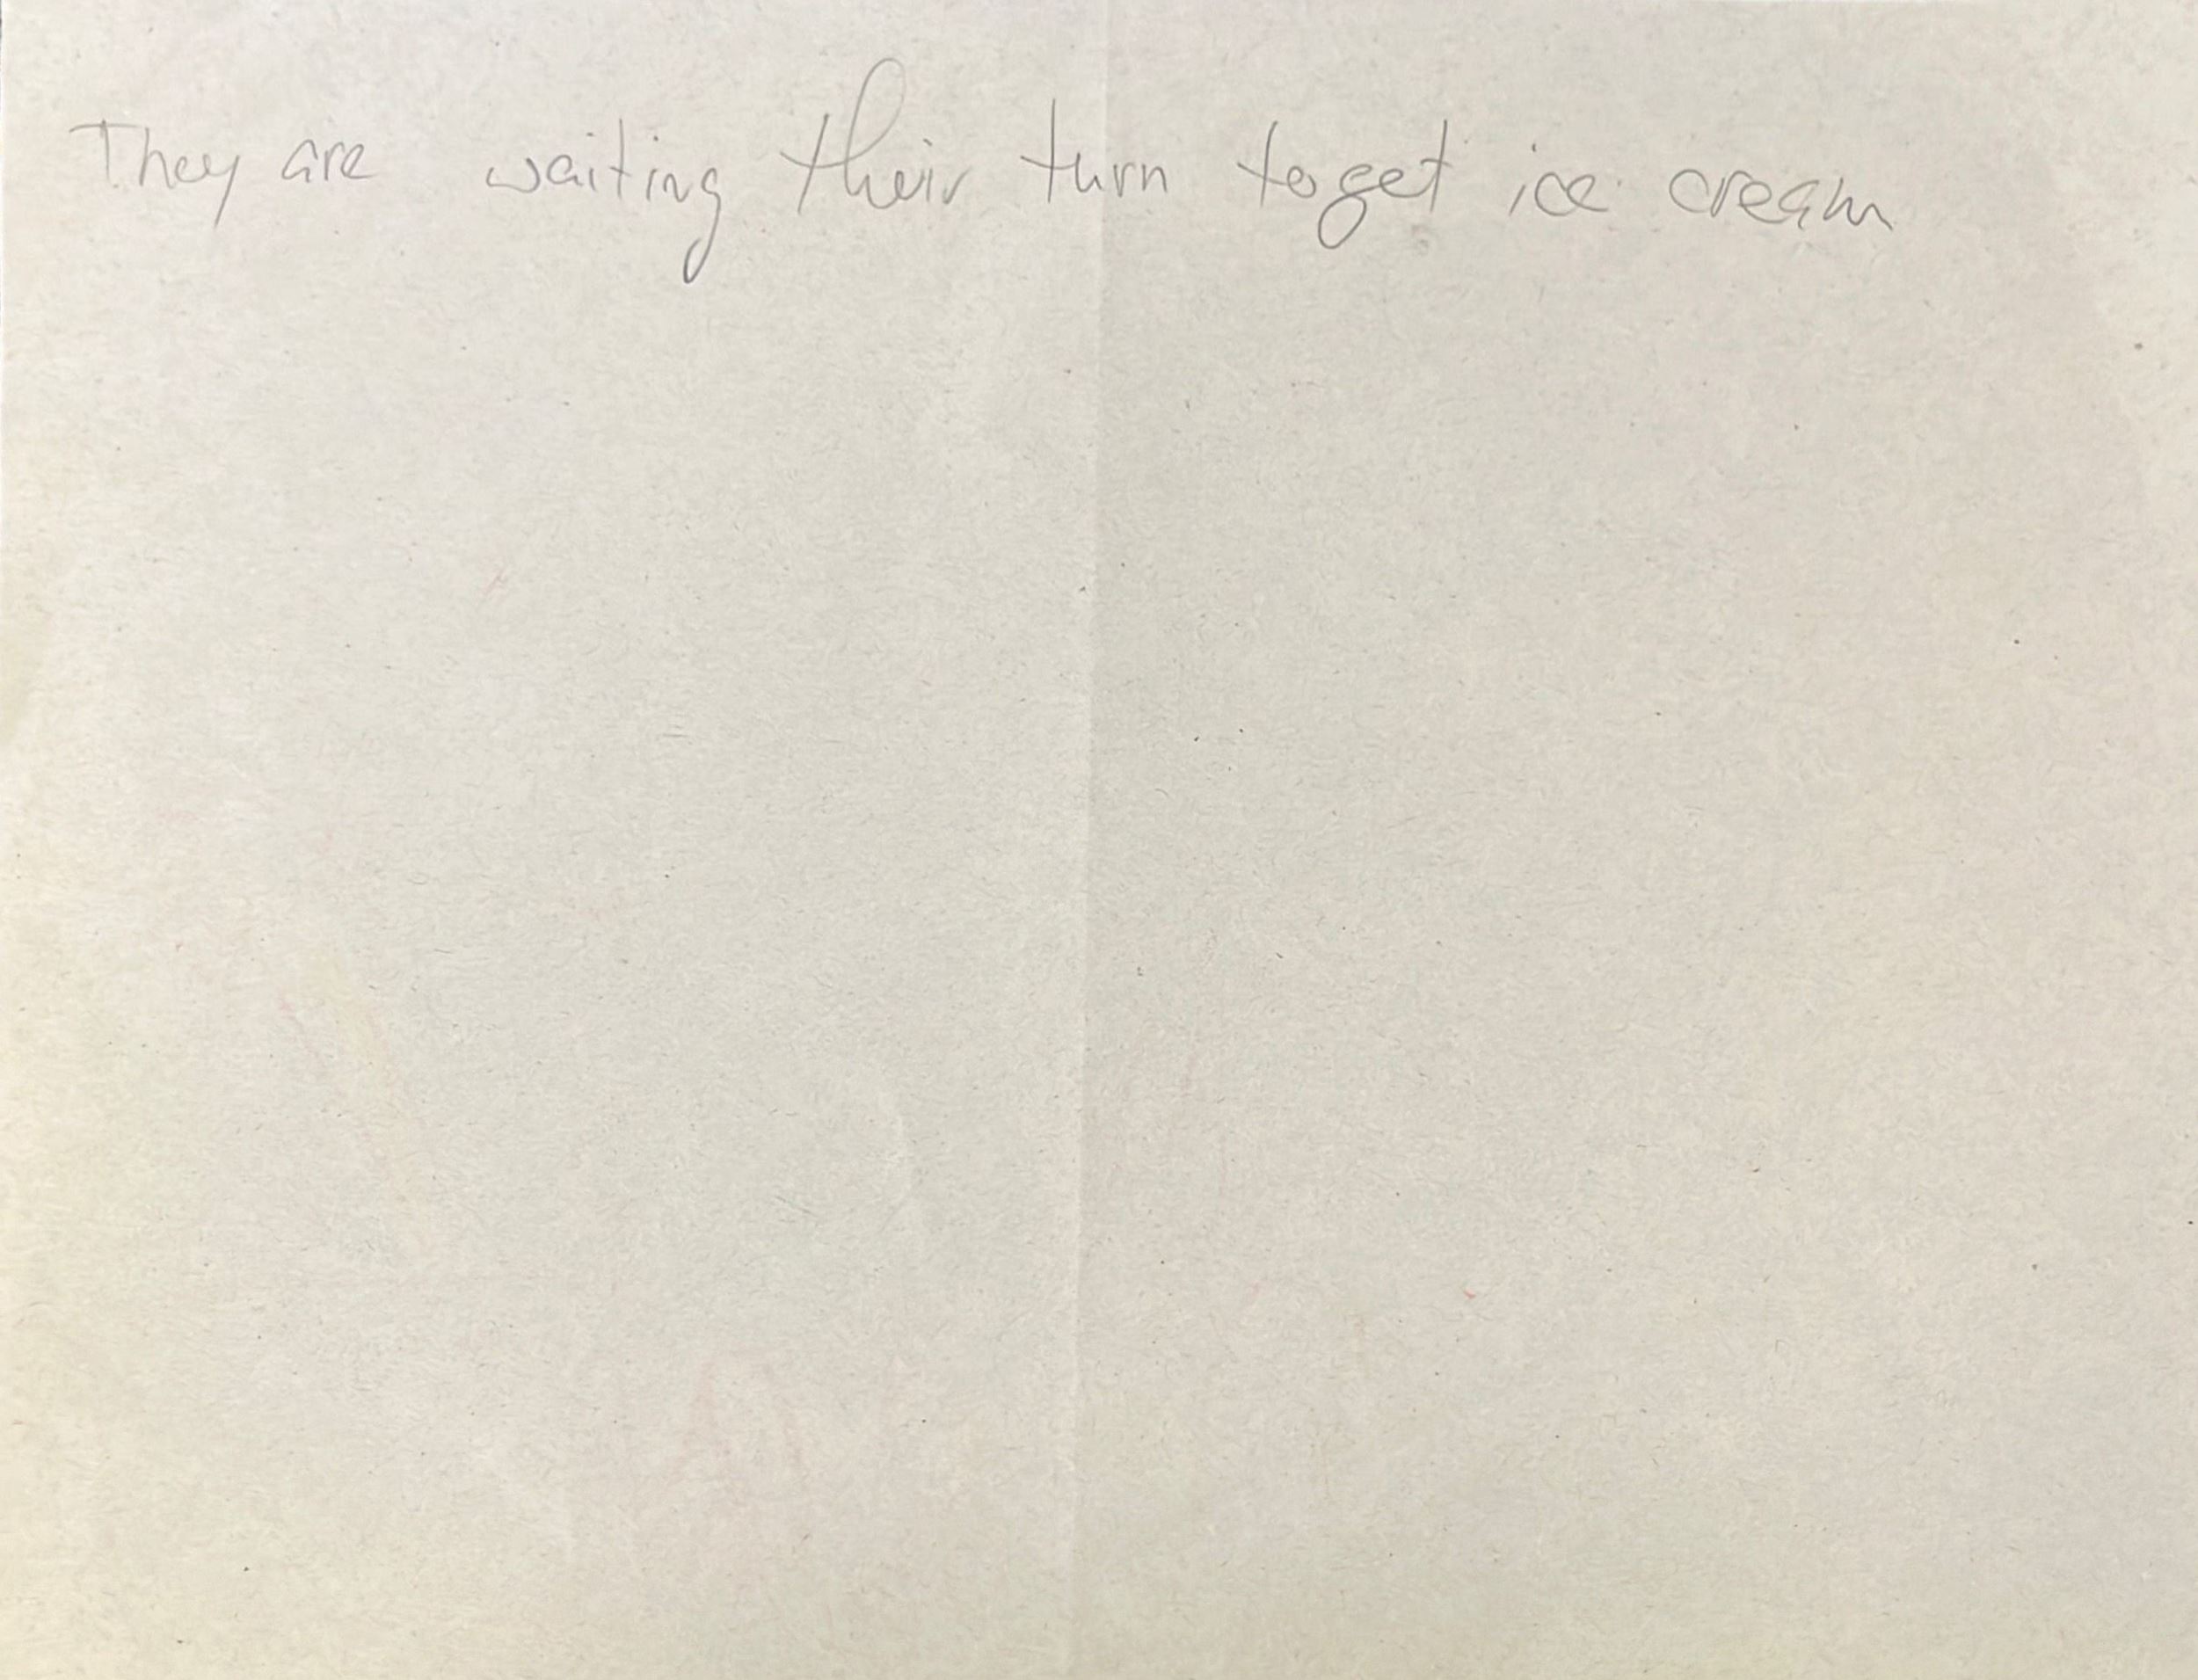 They are waiting their turn to get ice cream